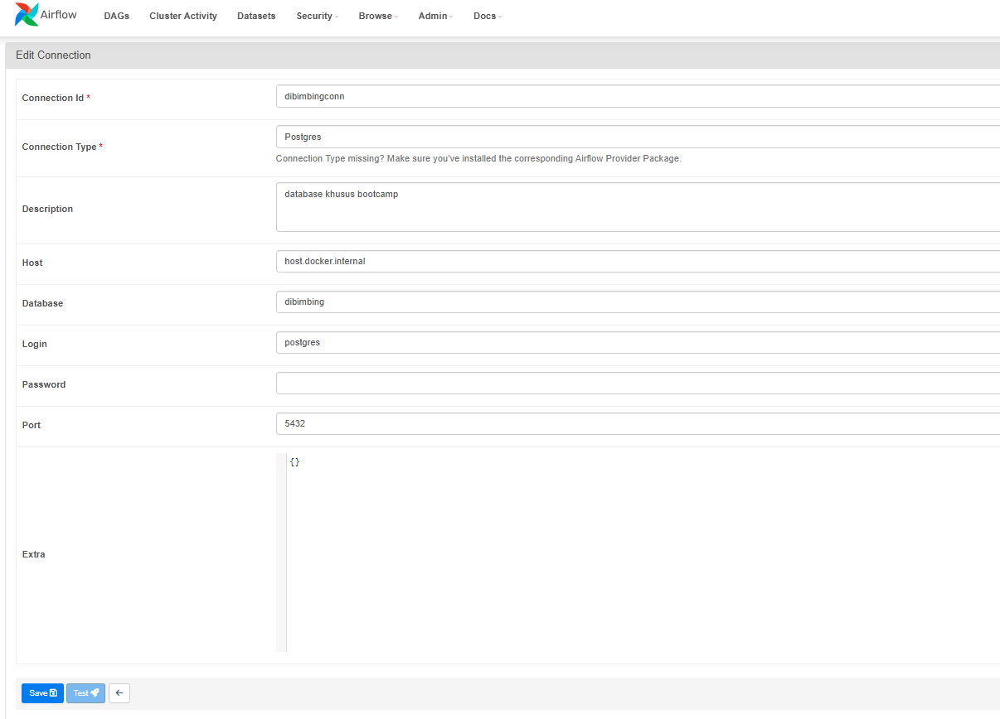 Airflow DAGs Cluster Activity Datasets Security Browse Admin Docs
Edit Connection
Connection Id * dibimbingconn
Connection Type * Postgres
Connection Type missing? Make sure you've installed the corresponding Airflow Provider Package.
Description database khusus bootcamp
Host host.docker.internal
Database dibimbing
Login postgres
Password
Port 5432
Extra {}
Save Test